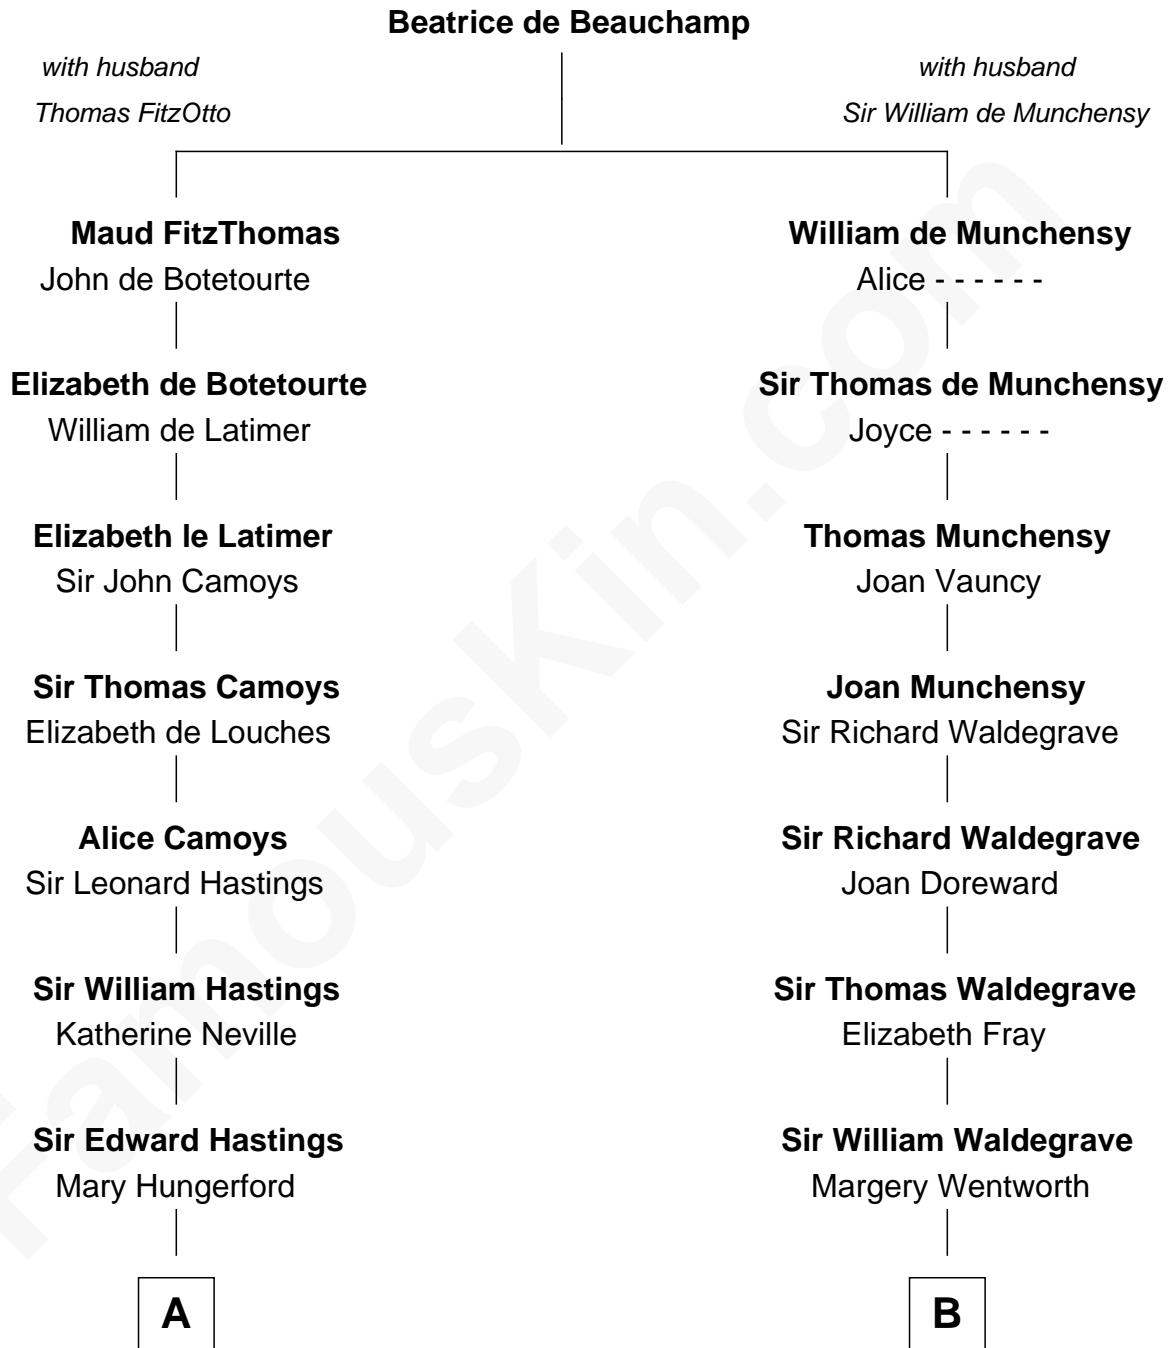 Beatrice de Beauchamp
with husband
Thomas FitzOtto
with husband
Sir William de Munchensy
Maud FitzThomas
John de Botetourte
William de Munchensy
Alice - - - - - -
Elizabeth de Botetourte
William de Latimer
Sir Thomas de Munchensy
Joyce - - - - - -
Elizabeth le Latimer
Sir John Camoys
Thomas Munchensy
Joan Vauncy
Sir Thomas Camoys
Elizabeth de Louches
Joan Munchensy
Sir Richard Waldegrave
Alice Camoys
Sir Leonard Hastings
Sir Richard Waldegrave
Joan Doreward
Sir William Hastings
Katherine Neville
Sir Thomas Waldegrave
Elizabeth Fray
Sir Edward Hastings
Mary Hungerford
Sir William Waldegrave
Margery Wentworth
A
B
FamousKin.com